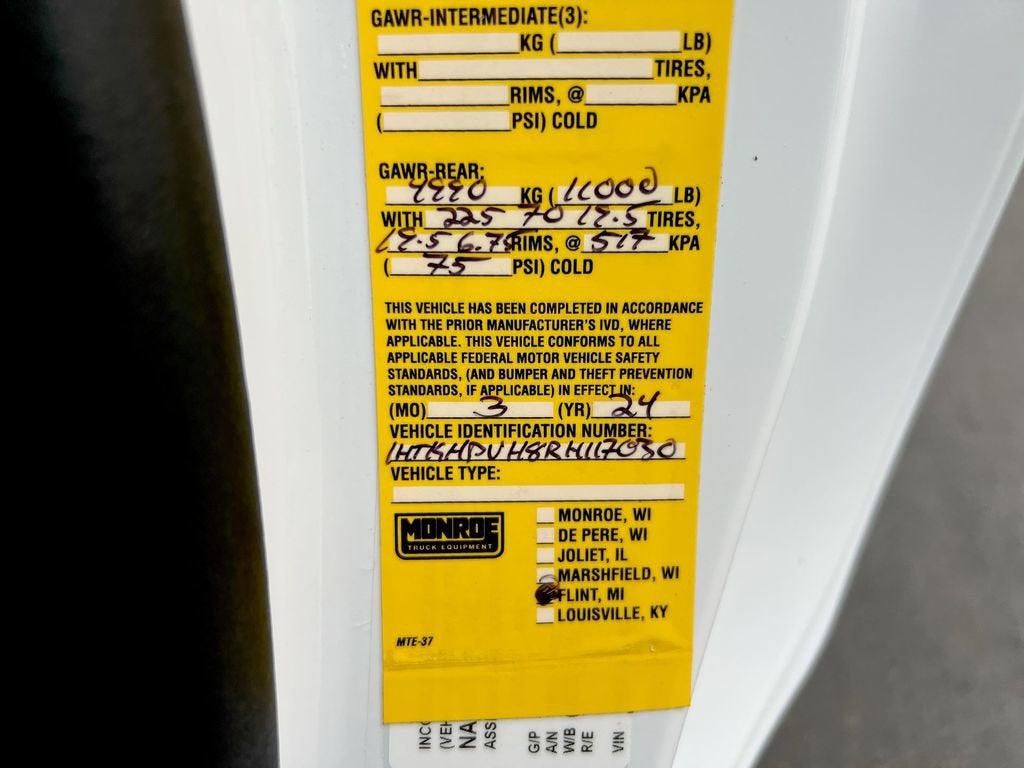 GAWR-INTERMEDIATE(3):
KG ( LB)
WITH TIRES,
RIMS, @ KPA
( PSI) COLD
GAWR-REAR:
4990 KG (11000 LB)
WITH 225 70 19.5 TIRES,
19.5 6.75 RIMS, @ 517 KPA
( 75 PSI) COLD
THIS VEHICLE HAS BEEN COMPLETED IN ACCORDANCE
WITH THE PRIOR MANUFACTURER'S IVD, WHERE
APPLICABLE. THIS VEHICLE CONFORMS TO ALL
APPLICABLE FEDERAL MOTOR VEHICLE SAFETY
STANDARDS, (AND BUMPER AND THEFT PREVENTION
STANDARDS, IF APPLICABLE) IN EFFECT IN:
(MO) 3 (YR) 24
VEHICLE IDENTIFICATION NUMBER:
VEHICLE TYPE:
MONROE
TRUCK EQUIPMENT
MONROE, WI
DE PERE, WI
JOLIET, IL
MARSHFIELD, WI
FLINT, MI
LOUISVILLE, KY
MTE-37
INC
(VEH
NA
ASS
G/P
A/N
W/B
R/E
VIN